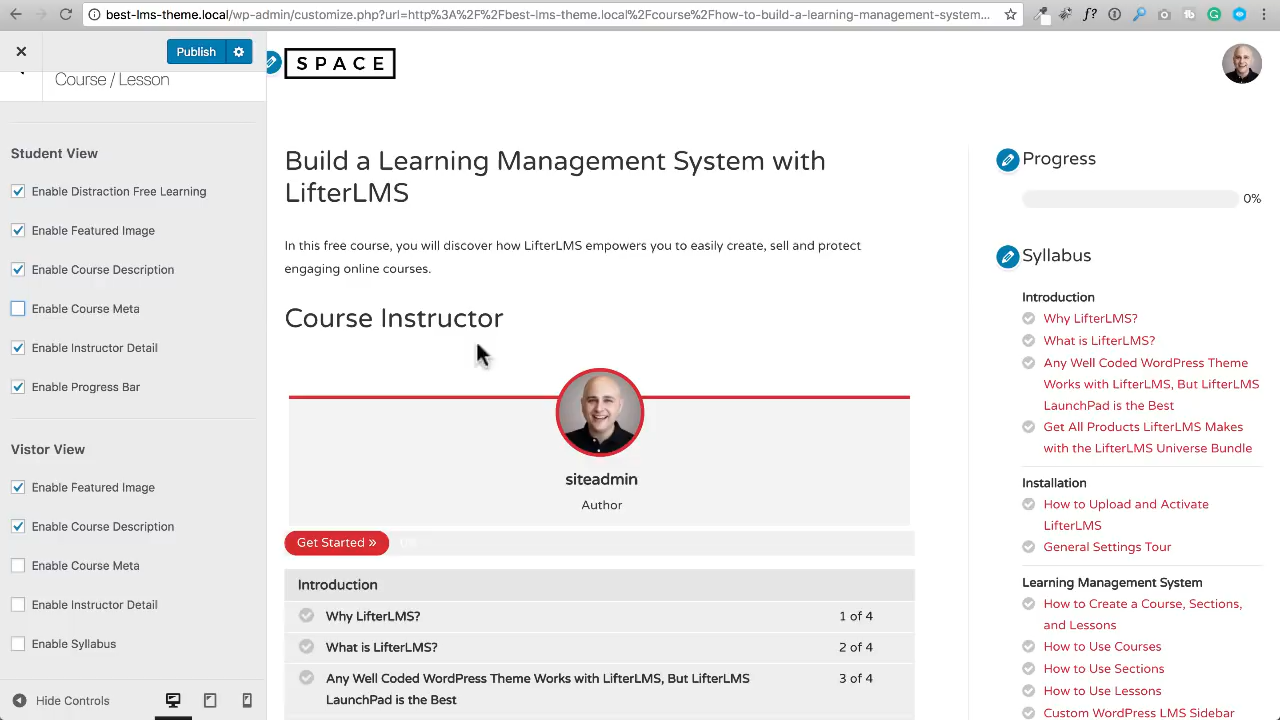 best-lms-theme.local/wp-admin/customize.php?url=http%3A%2F%2Fbest-lms-theme.local%2Fcourse%2Fhow-to-build-a-learning-management-system...
Publish
Course / Lesson
Student View
Enable Distraction Free Learning
Enable Featured Image
Enable Course Description
Enable Course Meta
Enable Instructor Detail
Enable Progress Bar
Vistor View
Enable Featured Image
Enable Course Description
Enable Course Meta
Enable Instructor Detail
Enable Syllabus
Hide Controls
SPACE
Build a Learning Management System with
LifterLMS
In this free course, you will discover how LifterLMS empowers you to easily create, sell and protect
engaging online courses.
Course Instructor
siteadmin
Author
Get Started »
Introduction
Why LifterLMS? 1 of 4
What is LifterLMS? 2 of 4
Any Well Coded WordPress Theme Works with LifterLMS, But LifterLMS 3 of 4
LaunchPad is the Best
Progress
0%
Syllabus
Introduction
Why LifterLMS?
What is LifterLMS?
Any Well Coded WordPress Theme
Works with LifterLMS, But LifterLMS
LaunchPad is the Best
Get All Products LifterLMS Makes
with the LifterLMS Universe Bundle
Installation
How to Upload and Activate
LifterLMS
General Settings Tour
Learning Management System
How to Create a Course, Sections,
and Lessons
How to Use Courses
How to Use Sections
How to Use Lessons
Custom WordPress LMS Sidebar